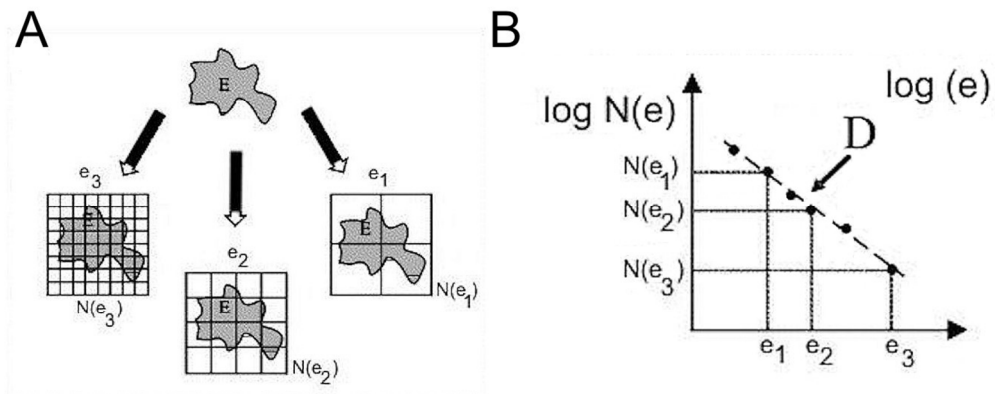 A
E
e3
E
N(e3)
e2
E
N(e2)
e1
E
N(e1)
B
log N(e)
log (e)
D
N(e1)
N(e2)
N(e3)
e1 e2 e3